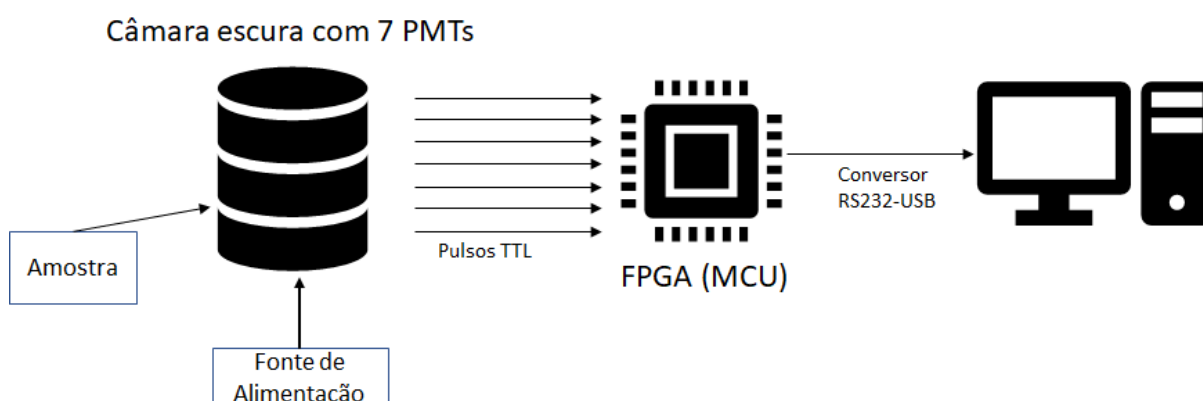 Câmara escura com 7 PMTs
Conversor
RS232-USB
Pulsos TTL
Amostra
FPGA (MCU)
Fonte de
Alimentação